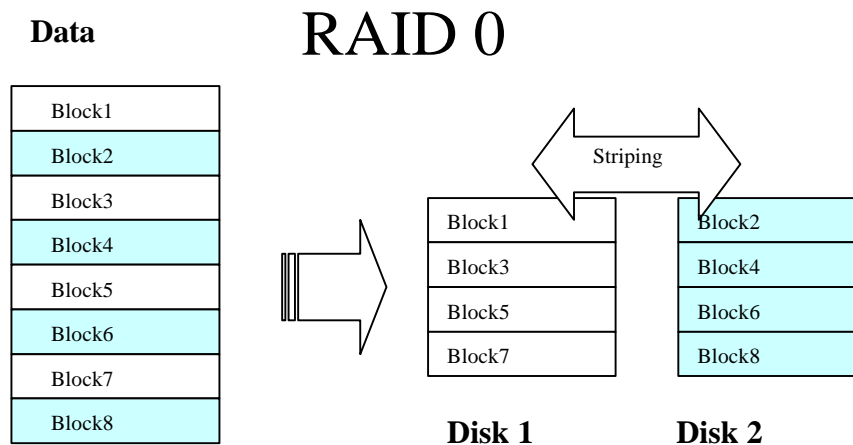 Data
RAID 0
Block1
Block2
Block3
Block4
Block5
Block6
Block7
Block8
Striping
Block1
Block3
Block5
Block7
Disk 1
Block2
Block4
Block6
Block8
Disk 2